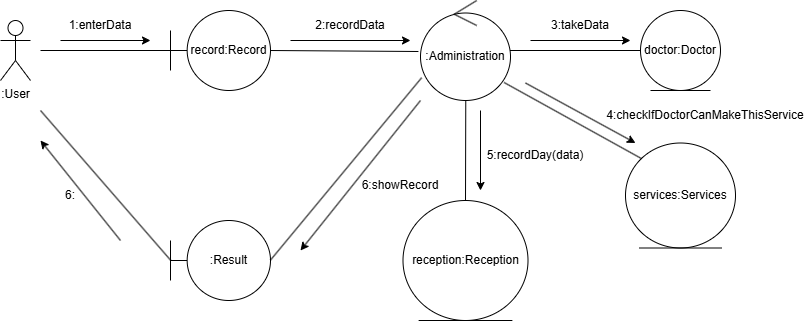 1:enterData
2:recordData
3:takeData
record:Record
:Administration
doctor:Doctor
:User
4:checkIfDoctorCanMakeThisService
5:recordDay(data)
6:showRecord
6:
services:Services
:Result
reception:Reception